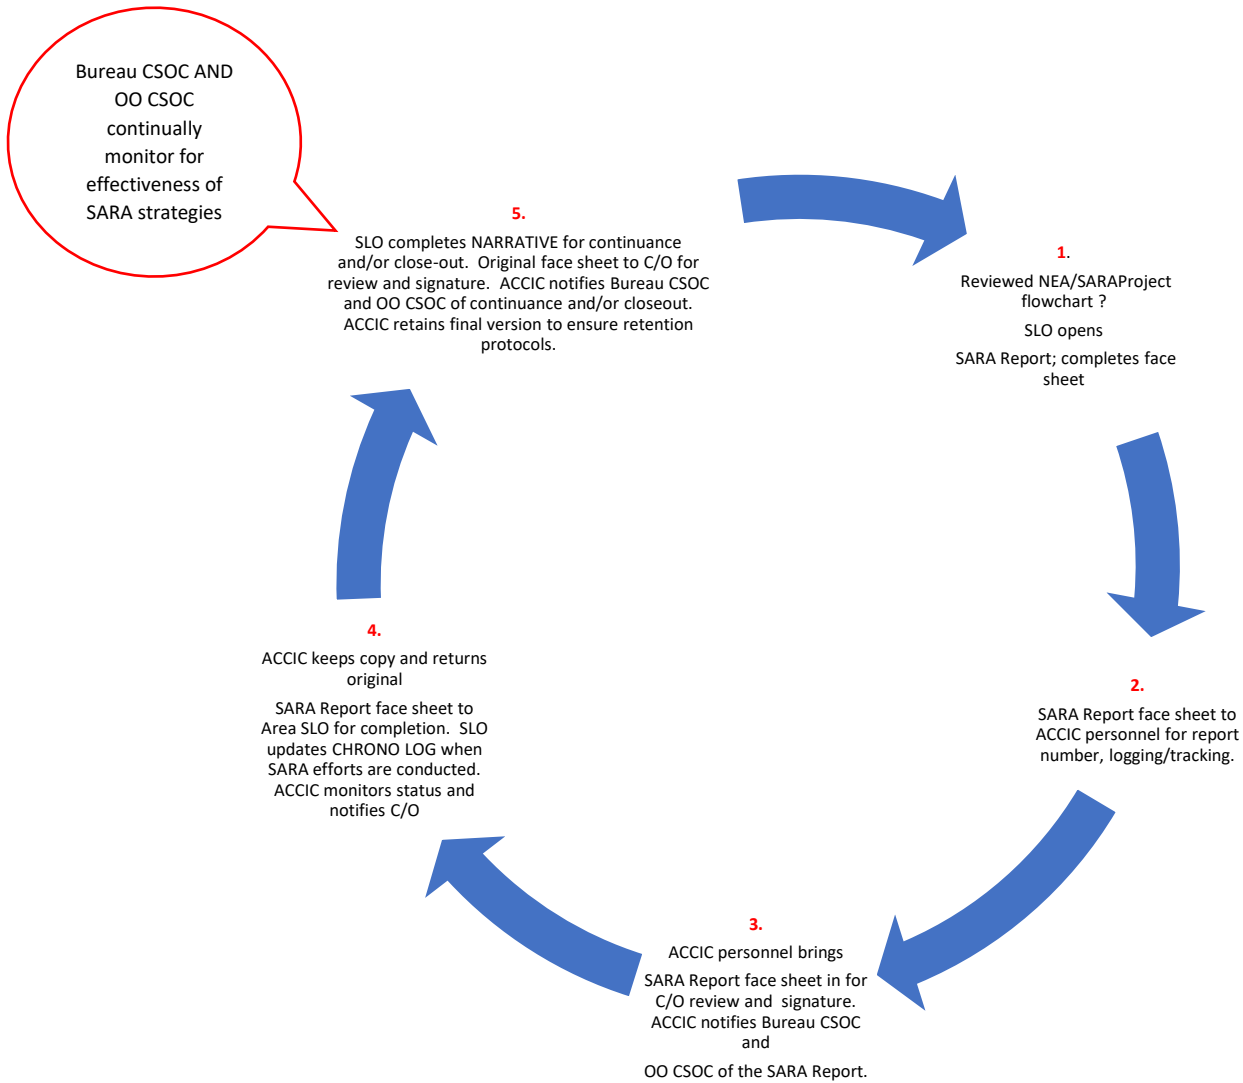 Bureau CSOC AND
OO CSOC
continually
monitor for
effectiveness of
SARA strategies
5.
SLO completes NARRATIVE for continuance
and/or close-out. Original face sheet to C/O for
review and signature. ACCIC notifies Bureau CSOC
and OO CSOC of continuance and/or closeout.
ACCIC retains final version to ensure retention
protocols.
1.
Reviewed NEA/SARAProject
flowchart ?
SLO opens
SARA Report; completes face
sheet
2.
SARA Report face sheet to
ACCIC personnel for report
number, logging/tracking.
3.
ACCIC personnel brings
SARA Report face sheet in for
C/O review and signature.
ACCIC notifies Bureau CSOC
and
OO CSOC of the SARA Report.
4.
ACCIC keeps copy and returns
original
SARA Report face sheet to
Area SLO for completion. SLO
updates CHRONO LOG when
SARA efforts are conducted.
ACCIC monitors status and
notifies C/O